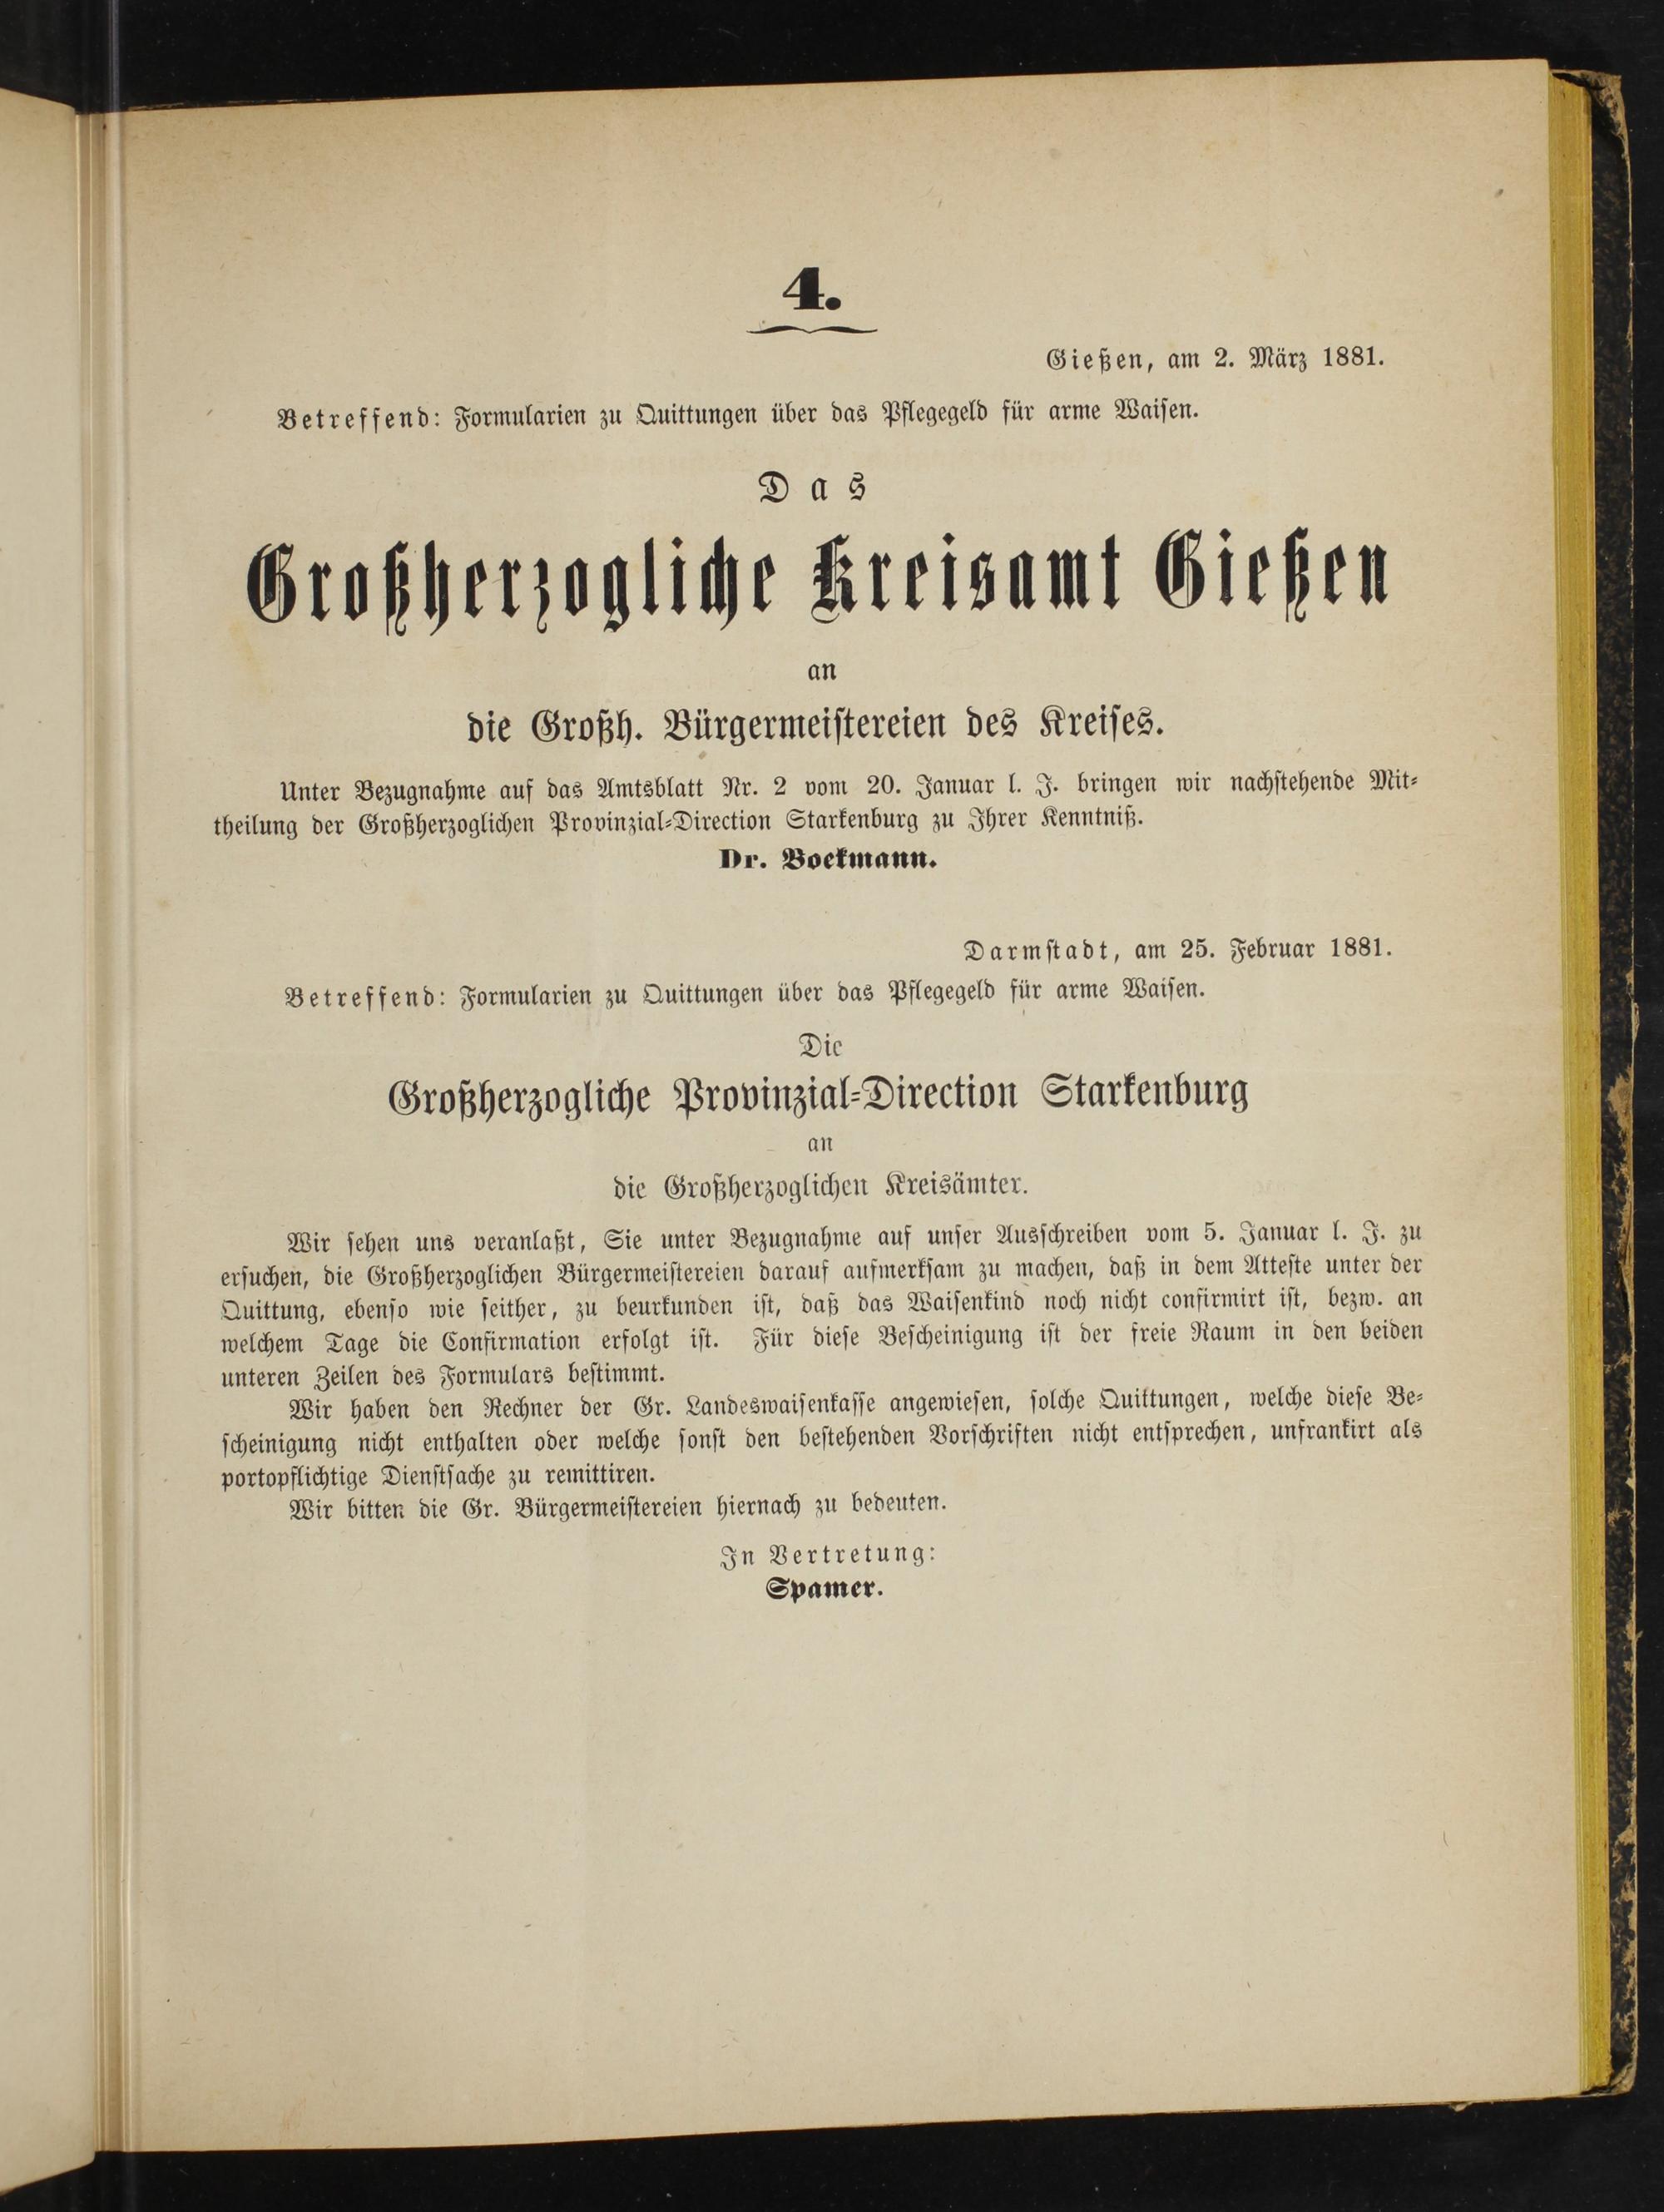 4.
Gießen, am 2. März 1881.
Betreffend: Formularien zu Quittungen über das Pflegegeld für arme Waisen.
Das
Großherzogliche Kreisamt Gießen
an
die Großh. Bürgermeistereien des Kreises.
Unter Bezugnahme auf das Amtsblatt Nr. 2 vom 20. Januar l. J. bringen wir nachstehende Mit-
theilung der Großherzoglichen Provinzial-Direction Starkenburg zu Ihrer Kenntniß.
Dr. Boekmann.
Darmstadt, am 25. Februar 1881.
Betreffend: Formularien zu Quittungen über das Pflegegeld für arme Waisen.
Die
Großherzogliche Provinzial-Direction Starkenburg
an
die Großherzoglichen Kreisämter.
Wir sehen uns veranlaßt, Sie unter Bezugnahme auf unser Ausschreiben vom 5. Januar l. J. zu
ersuchen, die Großherzoglichen Bürgermeistereien darauf aufmerksam zu machen, daß in dem Atteste unter der
Quittung, ebenso wie seither, zu beurkunden ist, daß das Waisenkind noch nicht confirmirt ist, bezw. an
welchem Tage die Confirmation erfolgt ist. Für diese Bescheinigung ist der freie Raum in den beiden
unteren Zeilen des Formulars bestimmt.
Wir haben den Rechner der Gr. Landeswaisenkasse angewiesen, solche Quittungen, welche diese Be-
scheinigung nicht enthalten oder welche sonst den bestehenden Vorschriften nicht entsprechen, unfrankirt als
portopflichtige Dienstsache zu remittiren.
Wir bitten die Gr. Bürgermeistereien hiernach zu bedeuten.
In Vertretung:
Spamer.